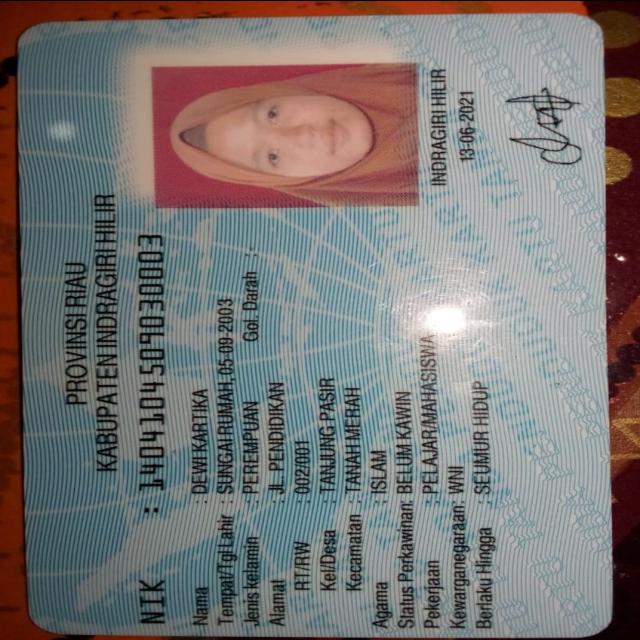 PROVINSI RIAU
KABUPATEN INDRAGIRI HILIR
NIK : 1404104509030003
Nama : DEWI KARTIKA
Tempat/Tgl Lahir : SUNGAI RUMAH, 05-09-2003
Jenis kelamin : PEREMPUAN Gol. Darah :
Alamat : JL. PENDIDIKAN
RT/RW : 002/001
Kel/Desa : TANJUNG PASIR
Kecamatan : TANAH MERAH
Agama : ISLAM
Status Perkawinan: BELUM KAWIN
Pekerjaan : PELAJAR/MAHASISWA
Kewarganegaraan: WNI
Berlaku Hingga : SEUMUR HIDUP
INDRAGIRI HILIR
13-06-2021